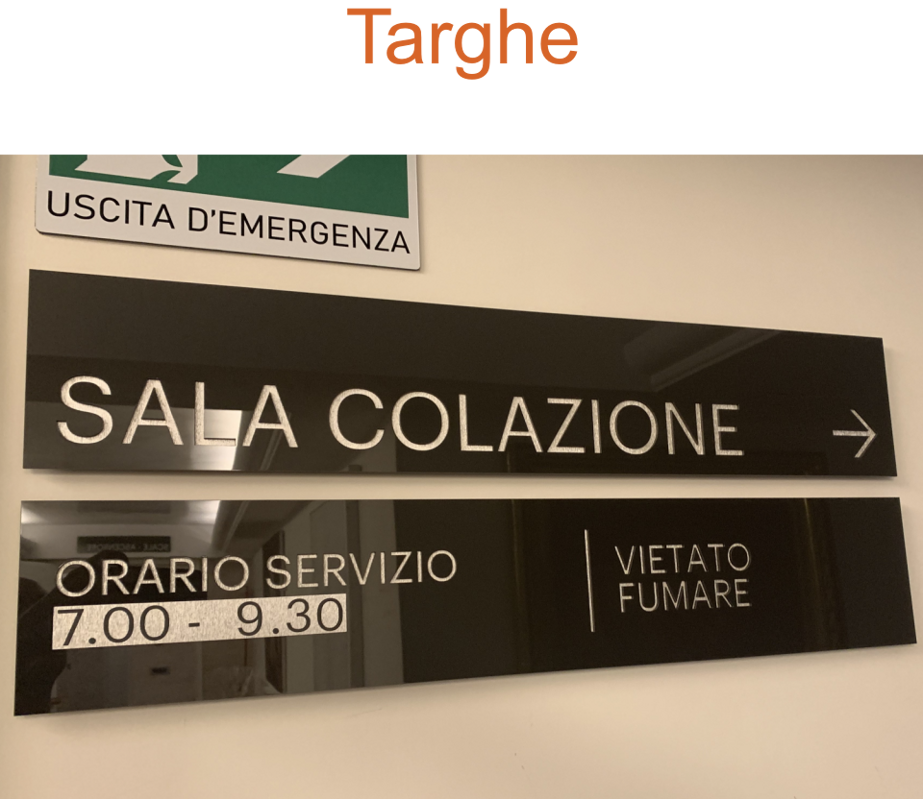 Targhe
USCITA D'EMERGENZA
SALA COLAZIONE →
ORARIO SERVIZIO
7.00 - 9.30
VIETATO
FUMARE